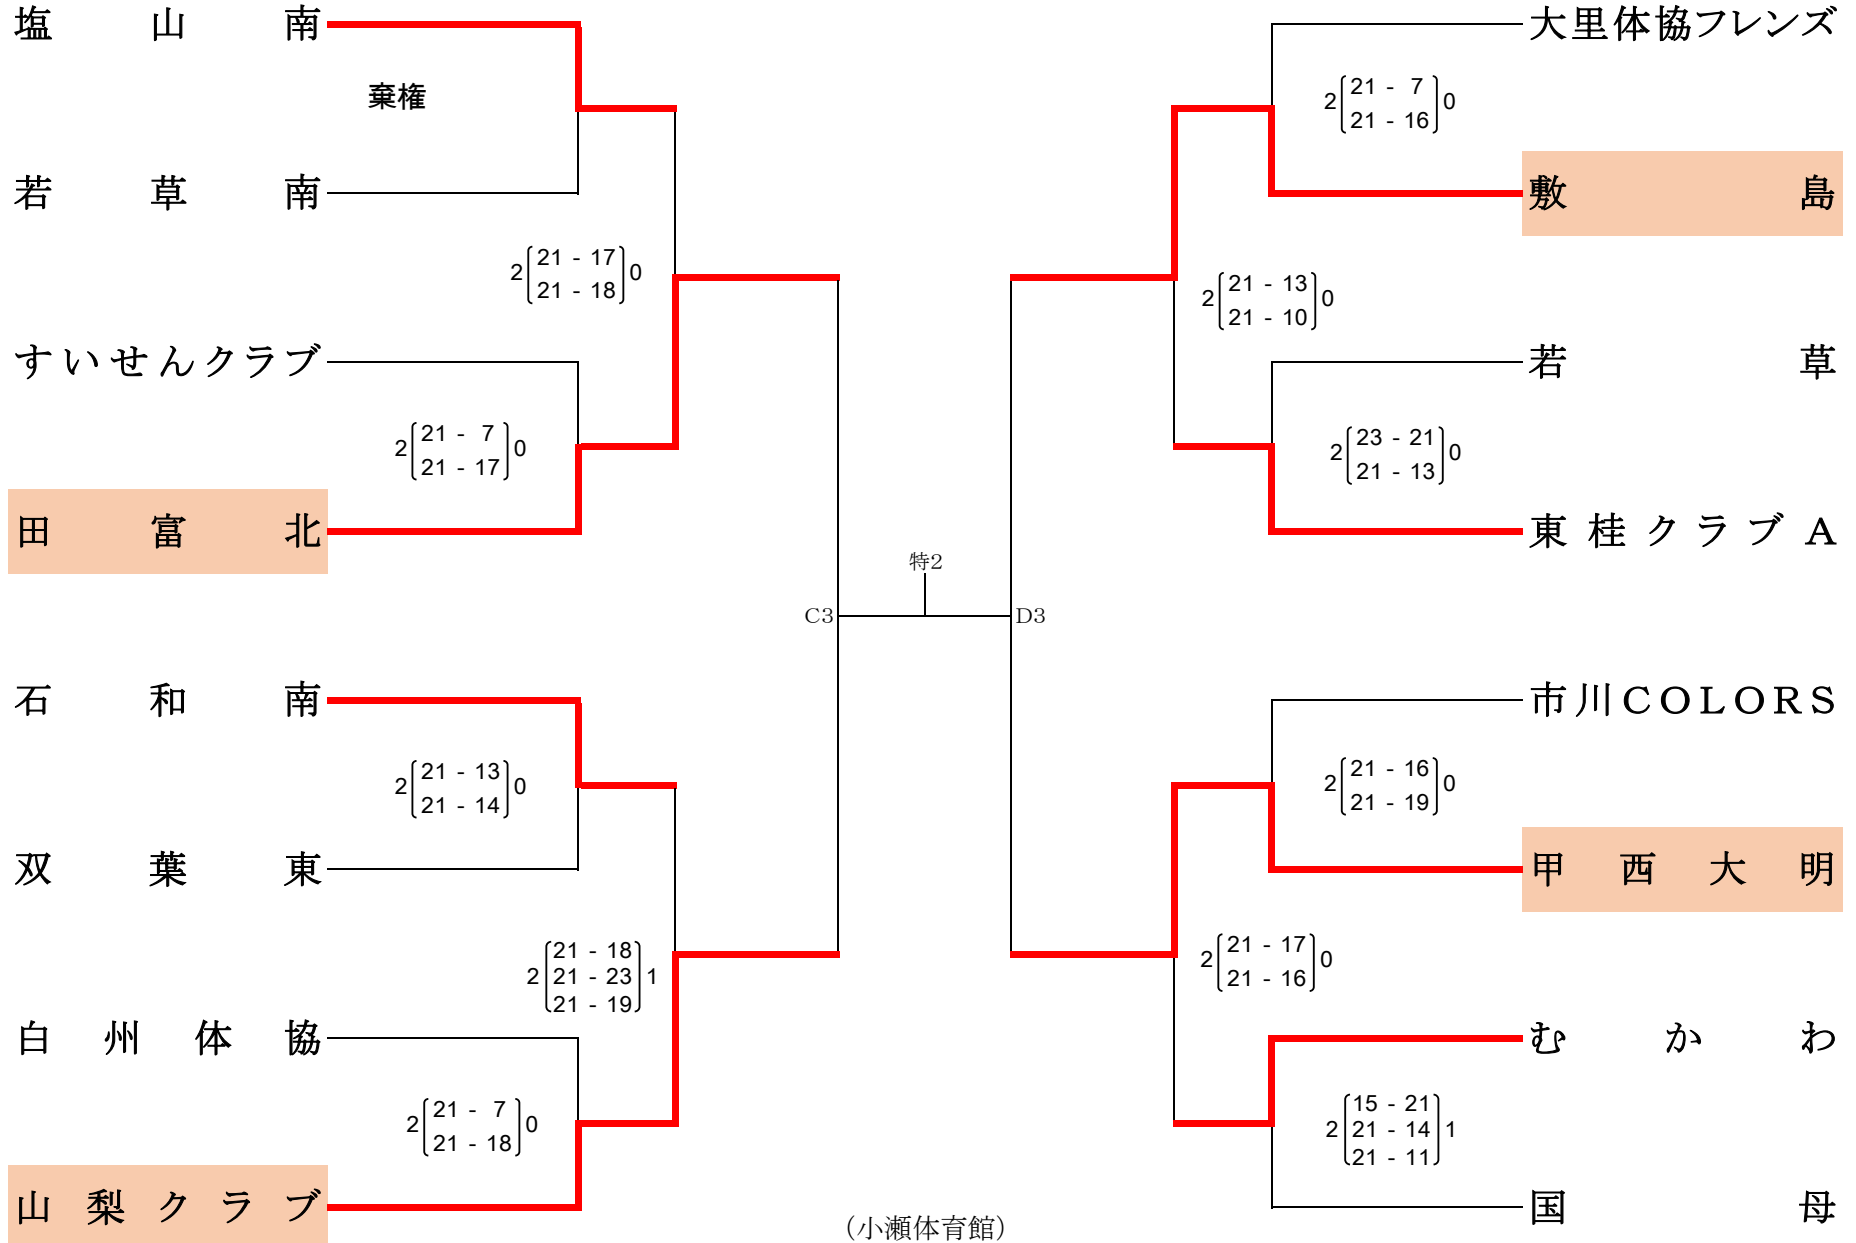 塩山南
棄権
若草南
2 21 - 17 0
21 - 18
すいせんクラブ
2 21 - 7 0
21 - 17
田富北
石和南
2 21 - 13 0
21 - 14
双葉東
21 - 18
2 21 - 23 1
21 - 19
白州体協
2 21 - 7 0
21 - 18
山梨クラブ
特2
C3
D3
(小瀬体育館)
大里体協フレンズ
2 21 - 7 0
21 - 16
敷島
2 21 - 13 0
21 - 10
若草
2 23 - 21 0
21 - 13
東桂クラブA
市川COLORS
2 21 - 16 0
21 - 19
甲西大明
2 21 - 17 0
21 - 16
むかわ
15 - 21
2 21 - 14 1
21 - 11
国母